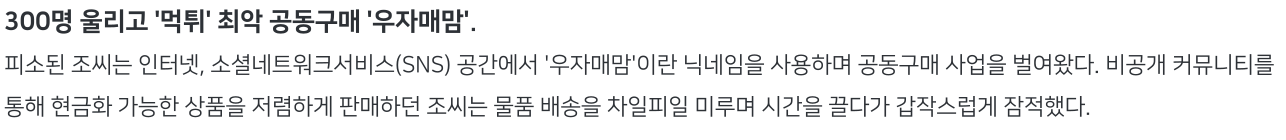 300명 울리고 '먹튀' 최악 공동구매 '우자매맘'.
피소된 조씨는 인터넷, 소셜네트워크서비스(SNS) 공간에서 '우자매맘'이란 닉네임을 사용하며 공동구매 사업을 벌여왔다. 비공개 커뮤니티를
통해 현금화 가능한 상품을 저렴하게 판매하던 조씨는 물품 배송을 차일피일 미루며 시간을 끌다가 갑작스럽게 잠적했다.